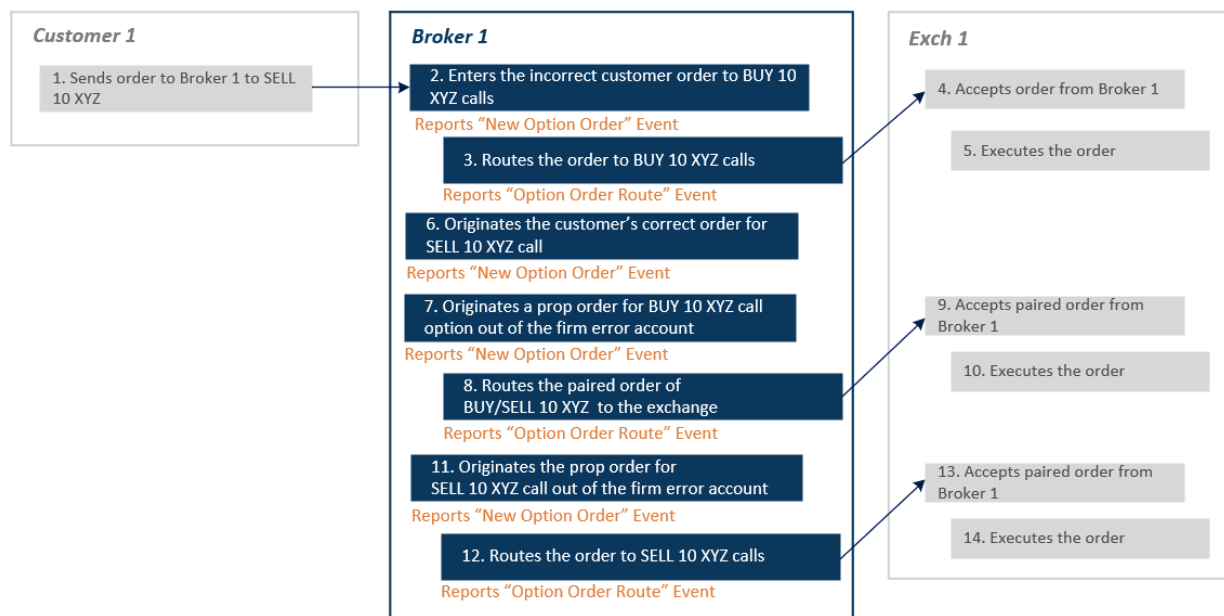 Customer 1
1. Sends order to Broker 1 to SELL
10 XYZ
Broker 1
2. Enters the incorrect customer order to BUY 10
XYZ calls
Reports “New Option Order” Event
3. Routes the order to BUY 10 XYZ calls
Reports “Option Order Route” Event
6. Originates the customer’s correct order for
SELL 10 XYZ call
Reports “New Option Order” Event
7. Originates a prop order for BUY 10 XYZ call
option out of the firm error account
Reports “New Option Order” Event
8. Routes the paired order of
BUY/SELL 10 XYZ to the exchange
Reports “Option Order Route” Event
11. Originates the prop order for
SELL 10 XYZ call out of the firm error account
Reports “New Option Order” Event
12. Routes the order to SELL 10 XYZ calls
Reports “Option Order Route” Event
Exch 1
4. Accepts order from Broker 1
5. Executes the order
9. Accepts paired order from
Broker 1
10. Executes the order
13. Accepts paired order from
Broker 1
14. Executes the order